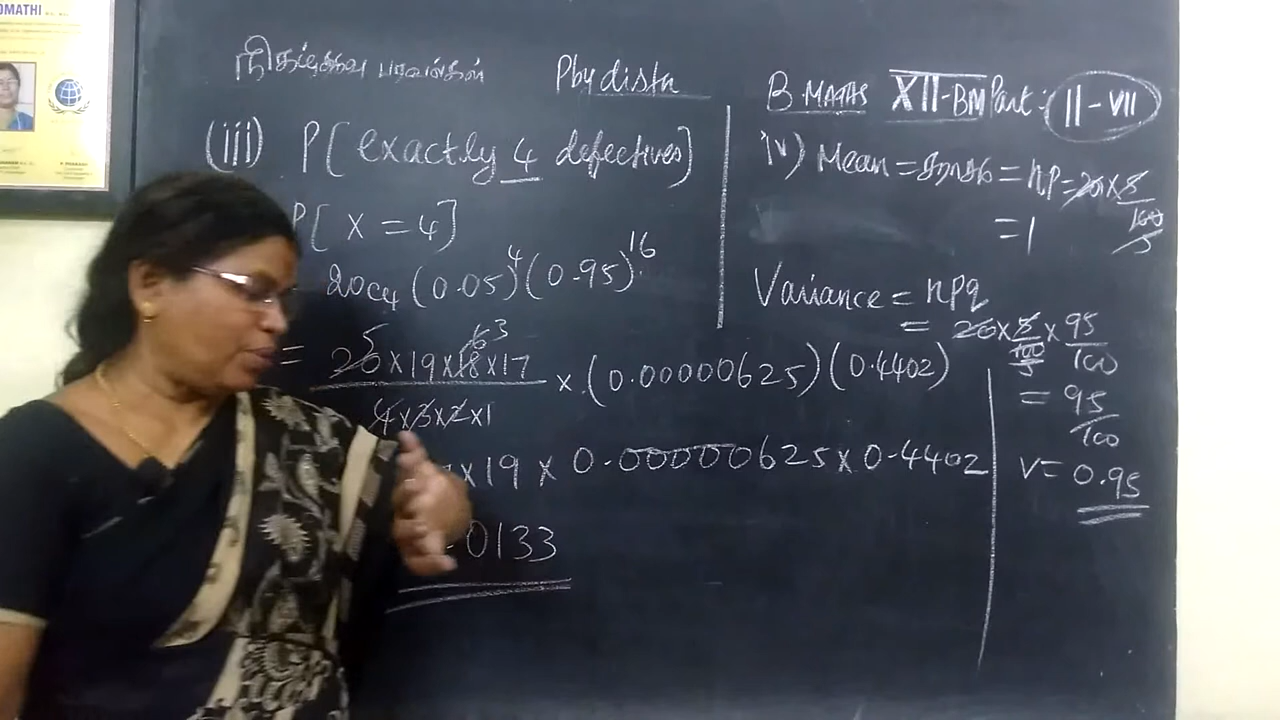 OMATHI
நிகழ்தகவு பரவல்கள்
Pby distn
B MATHS XII-BM Part: II-VII
(iii) P[exactly 4 defectives]
P[X=4]
20C4 (0.05)^4 (0.95)^16
= 20×19×18×17 / 4×3×2×1 × (0.00000625)(0.4402)
×19 × 0.00000625 × 0.4402
0133
iv) Mean = சராசரி = np = 20 × 5/100
= 1
Variance = npq
= 20 × 5/100 × 95/100
= 95/100
V = 0.95